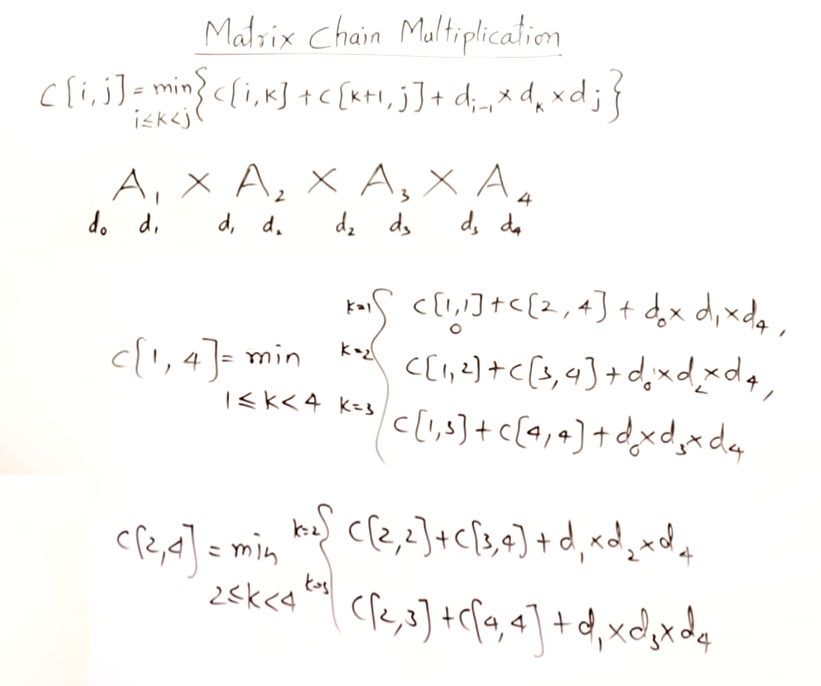 Matrix Chain Multiplication
C[i,j] = min { C[i,k] + C[k+1,j] + dᵢ₋₁ × dₖ × dⱼ }
i≤k<j
A₁ × A₂ × A₃ × A₄
d₀ d₁ d₁ d₂ d₂ d₃ d₃ d₄
k=1 C[1,1] + C[2,4] + d₀ × d₁ × d₄ ,
0
C[1,4] = min k=2 C[1,2] + C[3,4] + d₀ × d₂ × d₄ ,
1≤k<4 k=3 C[1,3] + C[4,4] + d₀ × d₃ × d₄
C[2,4] = min k=2 { C[2,2] + C[3,4] + d₁ × d₂ × d₄
2≤k<4 k=3 C[2,3] + C[4,4] + d₁ × d₃ × d₄